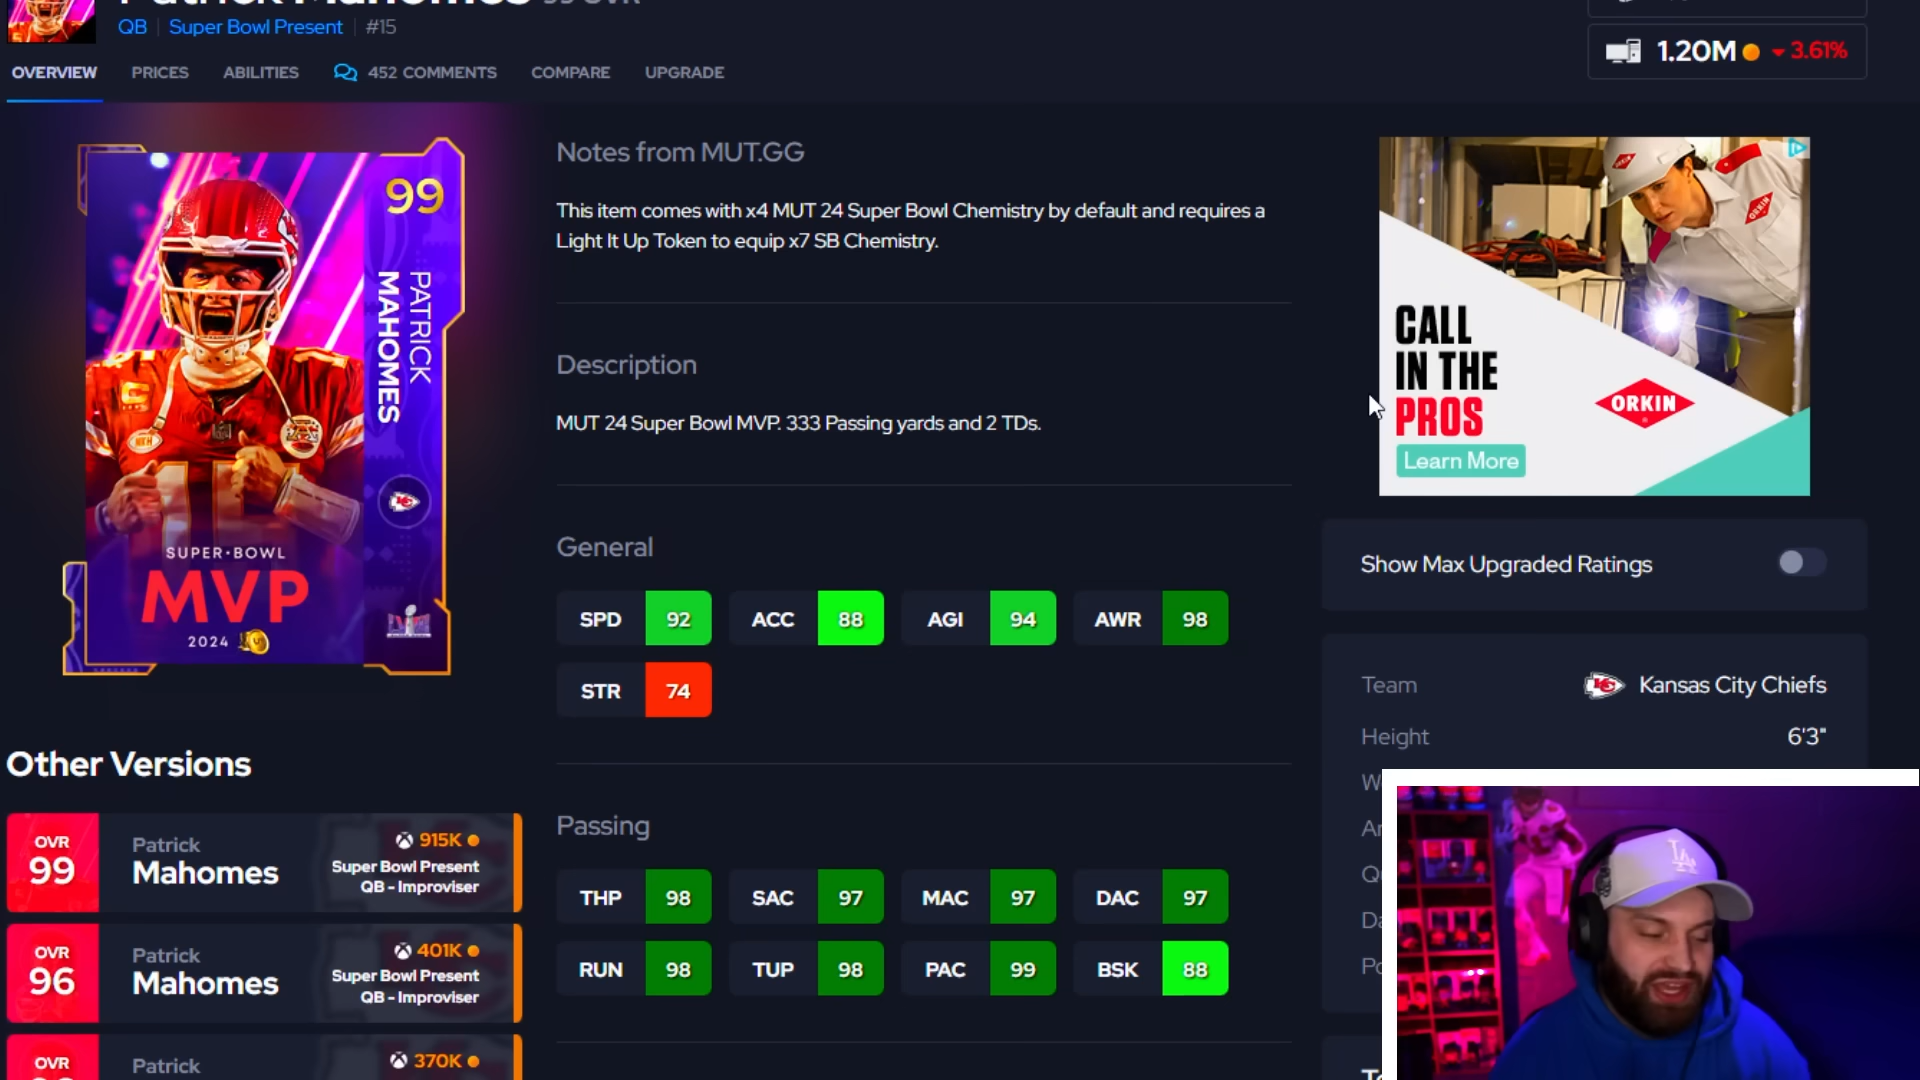 Patrick Mahomes 99 OVR
QB Super Bowl Present #15
OVERVIEW PRICES ABILITIES 452 COMMENTS COMPARE UPGRADE
1.20M 3.61%
99
PATRICK
MAHOMES
SUPER•BOWL
MVP
2024
Notes from MUT.GG
This item comes with x4 MUT 24 Super Bowl Chemistry by default and requires a
Light It Up Token to equip x7 SB Chemistry.
Description
MUT 24 Super Bowl MVP. 333 Passing yards and 2 TDs.
General
SPD 92 ACC 88 AGI 94 AWR 98
STR 74
Passing
THP 98 SAC 97 MAC 97 DAC 97
RUN 98 TUP 98 PAC 99 BSK 88
Other Versions
OVR
99
Patrick
Mahomes
915K
Super Bowl Present
QB - Improviser
OVR
96
Patrick
Mahomes
401K
Super Bowl Present
QB - Improviser
OVR
Patrick
370K
CALL
IN THE
PROS
Learn More
ORKIN
Show Max Upgraded Ratings
Team Kansas City Chiefs
Height 6'3"
LA